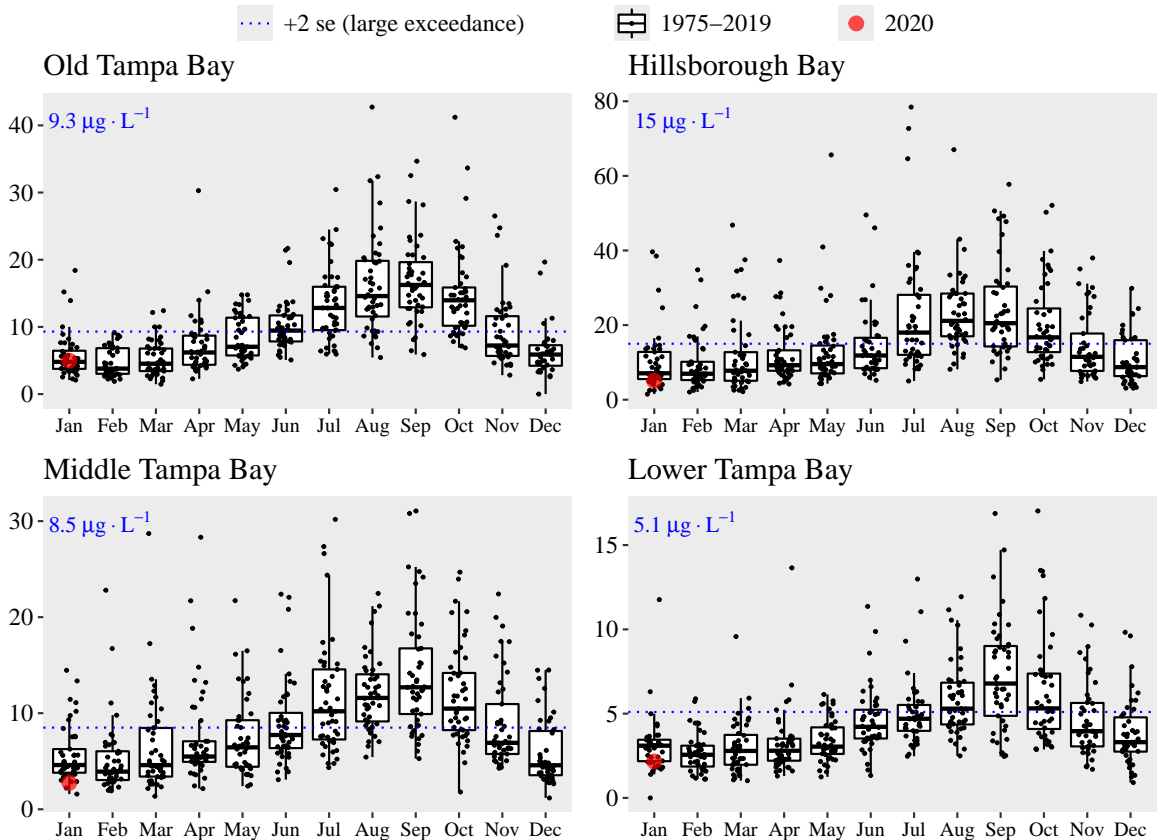 +2 se (large exceedance) 1975−2019 2020
Old Tampa Bay
9.3 μg · L−1
40
30
20
10
0
Jan Feb Mar Apr May Jun Jul Aug Sep Oct Nov Dec
Hillsborough Bay
15 μg · L−1
80
60
40
20
0
Jan Feb Mar Apr May Jun Jul Aug Sep Oct Nov Dec
Middle Tampa Bay
8.5 μg · L−1
30
20
10
0
Jan Feb Mar Apr May Jun Jul Aug Sep Oct Nov Dec
Lower Tampa Bay
5.1 μg · L−1
15
10
5
0
Jan Feb Mar Apr May Jun Jul Aug Sep Oct Nov Dec